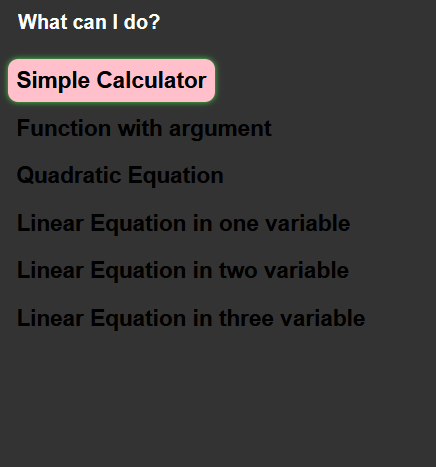 What can I do?
Simple Calculator
Function with argument
Quadratic Equation
Linear Equation in one variable
Linear Equation in two variable
Linear Equation in three variable